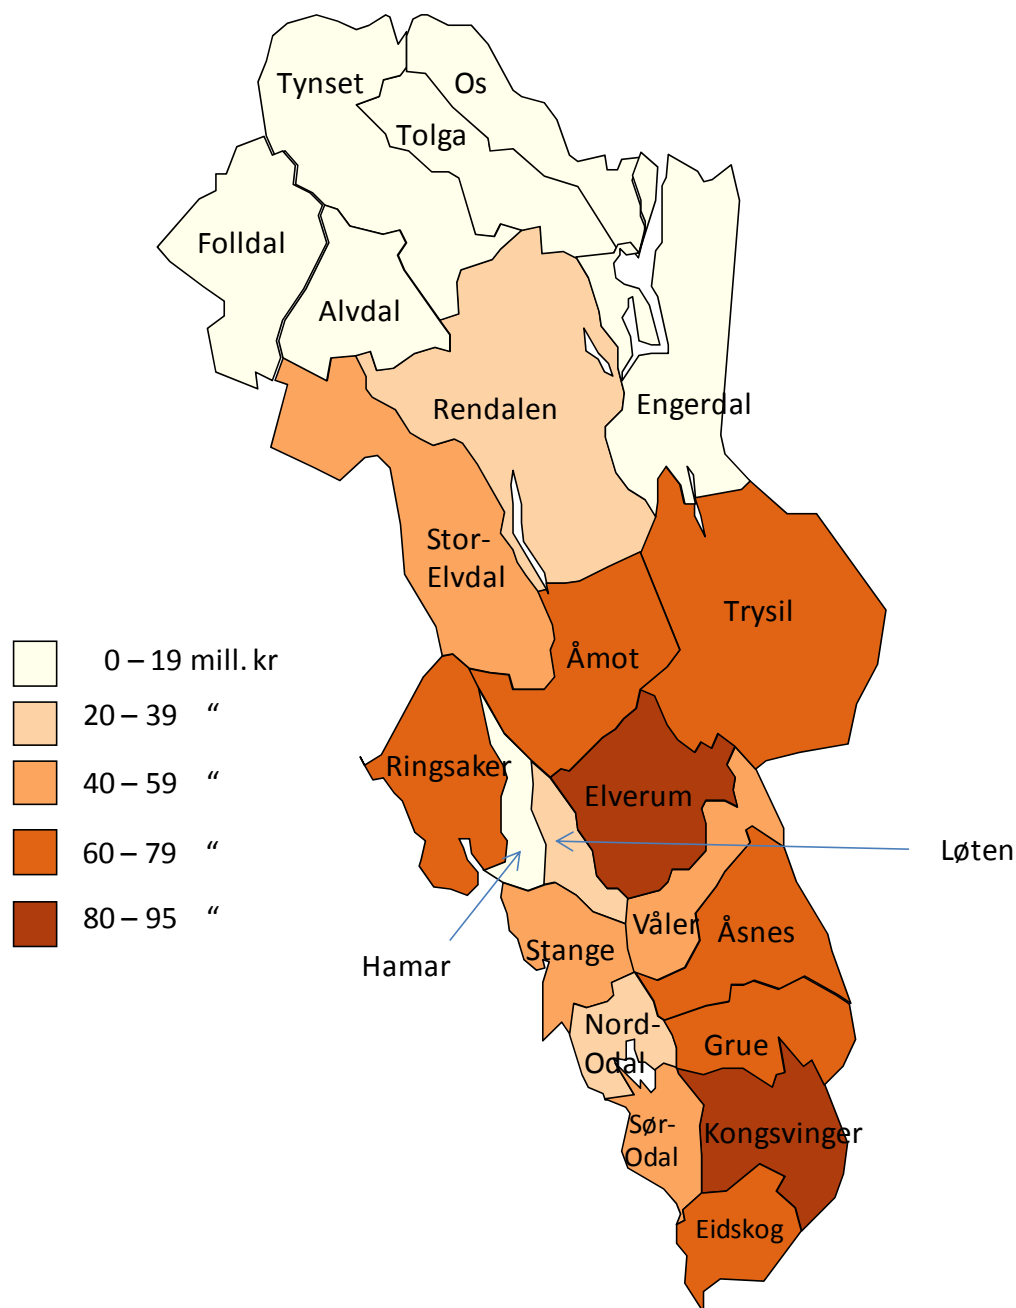 Tynset
Os
Tolga
Folldal
Alvdal
Rendalen
Engerdal
Stor-
Elvdal
Trysil
Åmot
0 – 19 mill. kr
20 – 39 “
40 – 59 “
60 – 79 “
80 – 95 “
Ringsaker
Elverum
Løten
Hamar
Våler
Åsnes
Stange
Nord-
Odal
Grue
Sør-
Odal
Kongsvinger
Eidskog